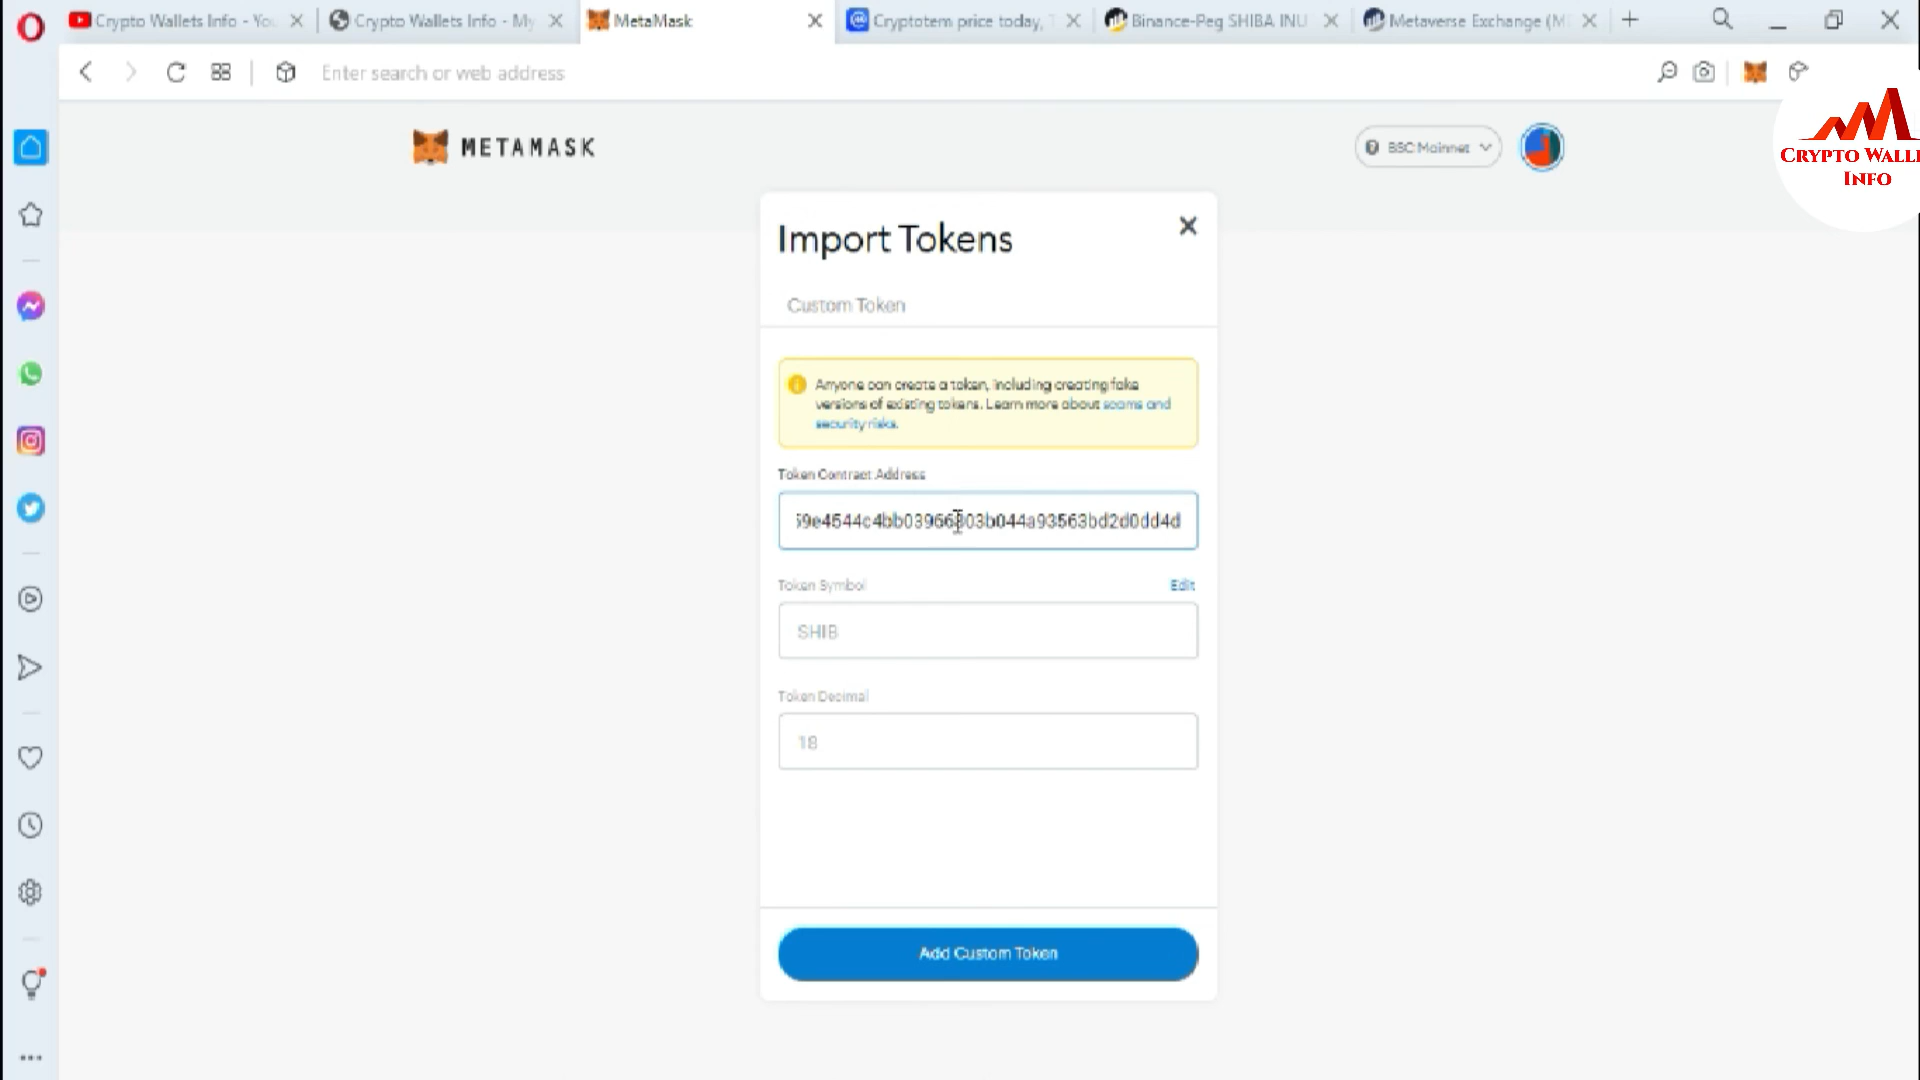 Crypto Wallets Info - You
Crypto Wallets Info - My
MetaMask
Cryptotem price today, T
Binance-Peg SHIBA INU
Metaverse Exchange (M
Enter search or web address
METAMASK
BSC Mainnet
CRYPTO WALLE
INFO
Import Tokens
Custom Token
Anyone can create a token, including creating fake
versions of existing tokens. Learn more about scams and
security risks.
Token Contract Address
59e4544c4bb03966803b044a93563bd2d0dd4d
Token Symbol
Edit
SHIB
Token Decimal
18
Add Custom Token